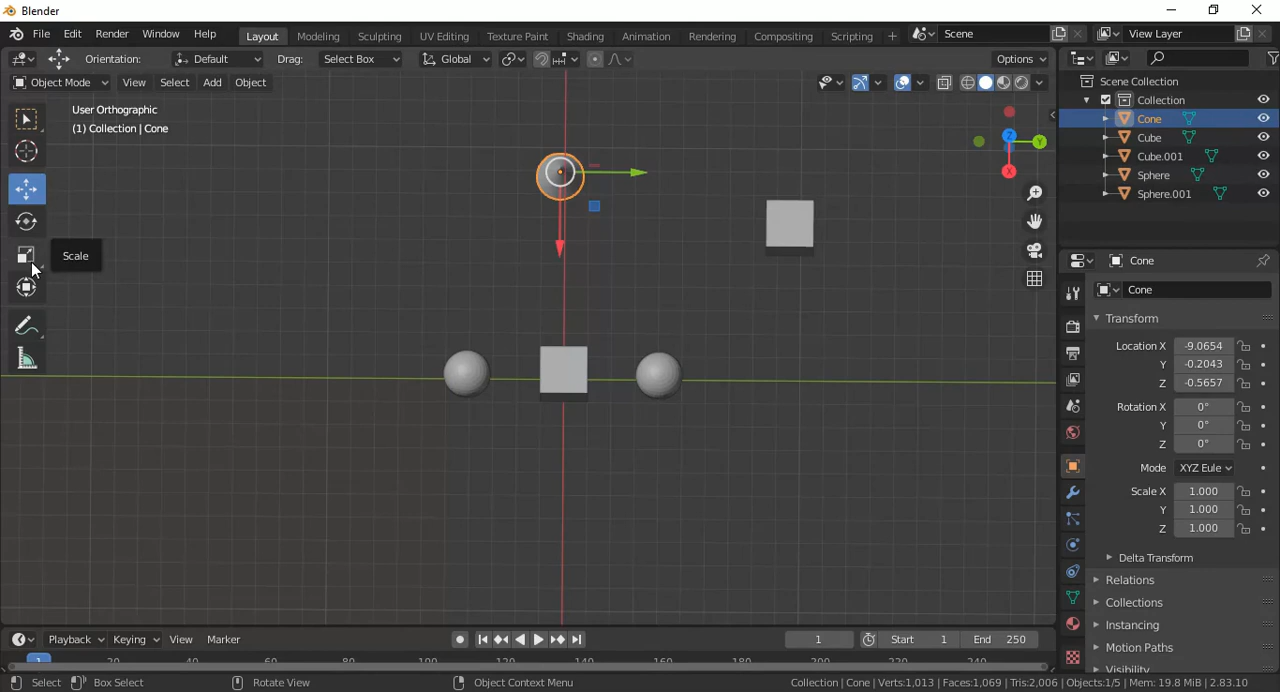 Blender
File Edit Render Window Help Layout Modeling Sculpting UV Editing Texture Paint Shading Animation Rendering Compositing Scripting + Scene View Layer
Orientation: Default Drag: Select Box Global Options
Object Mode View Select Add Object
User Orthographic
(1) Collection | Cone
Scale
Z
Y
X
Scene Collection
Collection
Cone
Cube
Cube.001
Sphere
Sphere.001
Cone
Cone
Transform
Location X -9.0654
Y -0.2043
Z -0.5657
Rotation X 0°
Y 0°
Z 0°
Mode XYZ Eule
Scale X 1.000
Y 1.000
Z 1.000
Delta Transform
Relations
Collections
Instancing
Motion Paths
Visibility
Playback Keying View Marker 1 Start 1 End 250
1 20 40 60 80 100 120 140 160 180 200 220 240
Select Box Select Rotate View Object Context Menu Collection | Cone | Verts:1,013 | Faces:1,069 | Tris:2,006 | Objects:1/5 | Mem: 19.8 MiB | 2.83.10